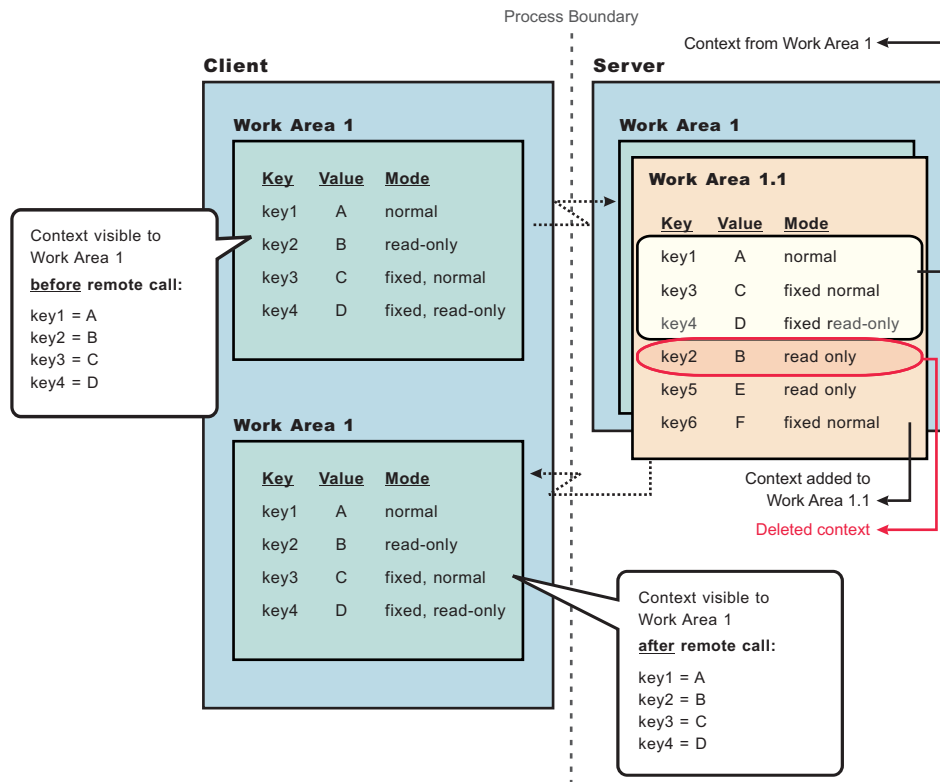 Process Boundary
Context from Work Area 1
Client
Server
Work Area 1
Key Value Mode
key1 A normal
key2 B read-only
key3 C fixed, normal
key4 D fixed, read-only
Context visible to
Work Area 1
before remote call:
key1 = A
key2 = B
key3 = C
key4 = D
Work Area 1
Work Area 1.1
Key Value Mode
key1 A normal
key3 C fixed normal
key4 D fixed read-only
key2 B read only
key5 E read only
key6 F fixed normal
Context added to
Work Area 1.1
Deleted context
Work Area 1
Key Value Mode
key1 A normal
key2 B read-only
key3 C fixed, normal
key4 D fixed, read-only
Context visible to
Work Area 1
after remote call:
key1 = A
key2 = B
key3 = C
key4 = D